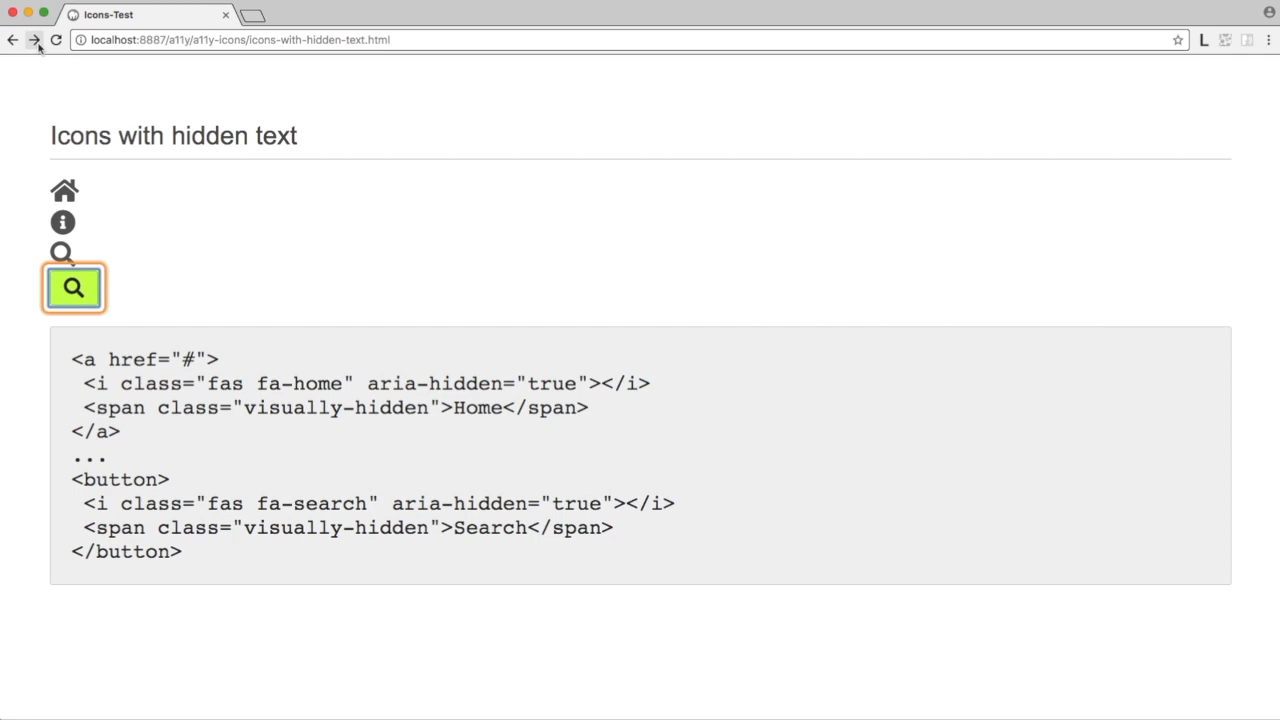 Icons-Test
localhost:8887/a11y/a11y-icons/icons-with-hidden-text.html
L
Icons with hidden text
<a href="#">
<i class="fas fa-home" aria-hidden="true"></i>
<span class="visually-hidden">Home</span>
</a>
...
<button>
<i class="fas fa-search" aria-hidden="true"></i>
<span class="visually-hidden">Search</span>
</button>